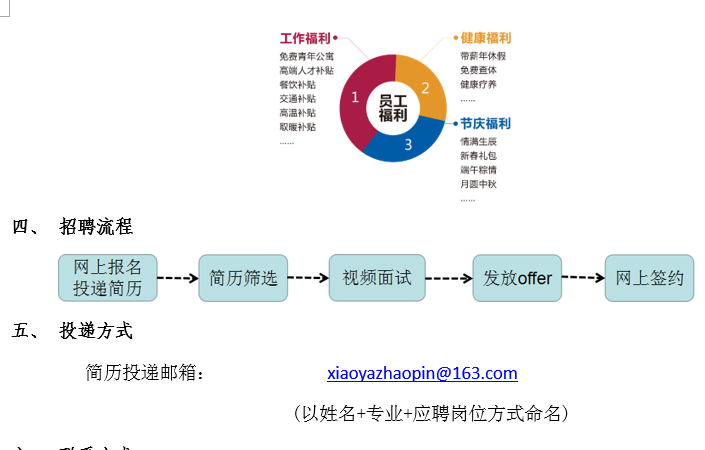 工作福利
免费青年公寓
高端人才补贴
餐饮补贴
交通补贴
高温补贴
取暖补贴
……
1
2
3
员工
福利
健康福利
带薪年休假
免费查体
健康疗养
……
节庆福利
情满生辰
新春礼包
端午粽情
月圆中秋
……
四、 招聘流程
网上报名
投递简历
简历筛选
视频面试
发放offer
网上签约
五、 投递方式
简历投递邮箱： xiaoyazhaopin@163.com
（以姓名+专业+应聘岗位方式命名）